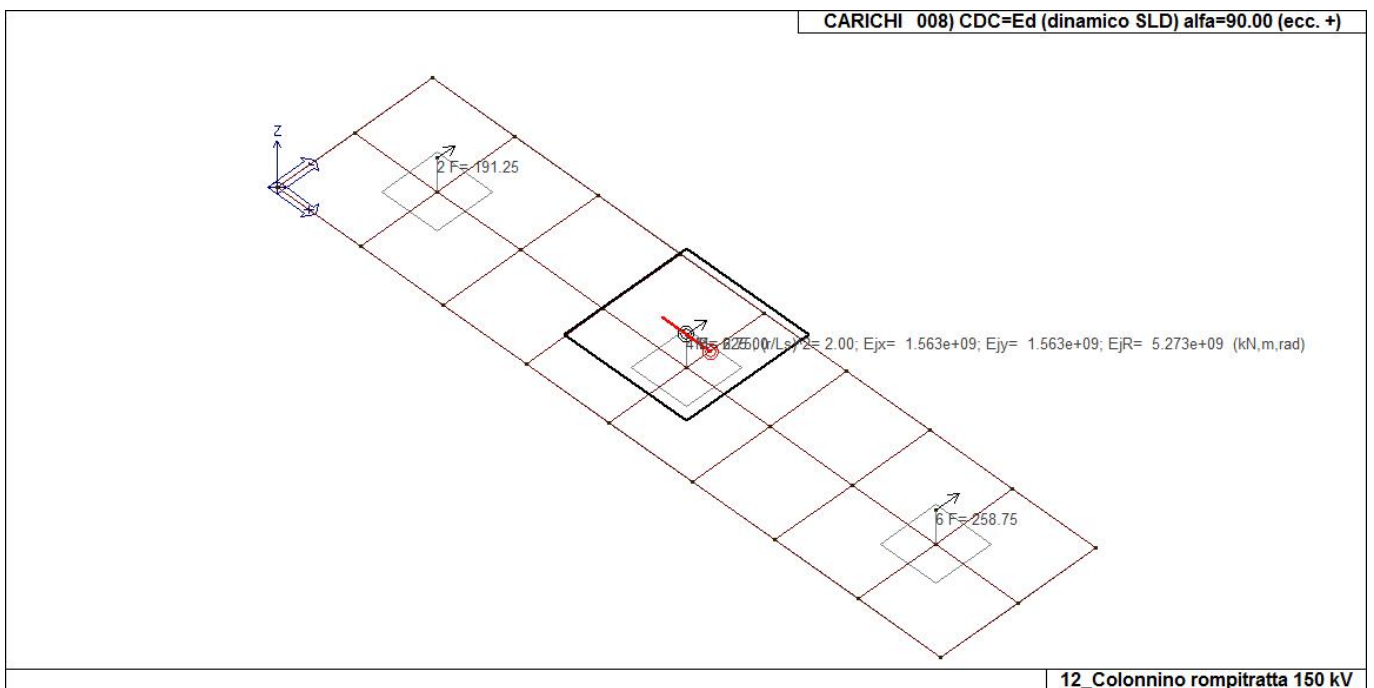 CARICHI 008) CDC=Ed (dinamico SLD) alfa=90.00 (ecc. +)
Z
2 F= 191.25
(r/Ls)^2= 2.00; Ejx= 1.563e+09; Ejy= 1.563e+09; EjR= 5.273e+09 (kN,m,rad)
6 F= 258.75
12_Colonnino rompitratta 150 kV